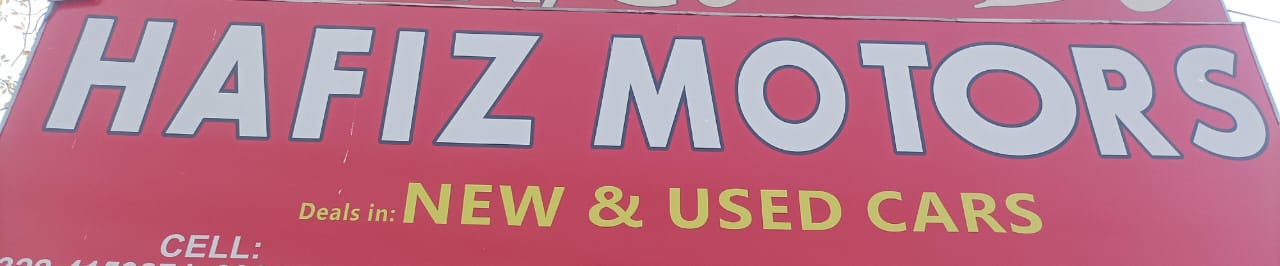 HAFIZ MOTORS
Deals in: NEW & USED CARS
CELL: